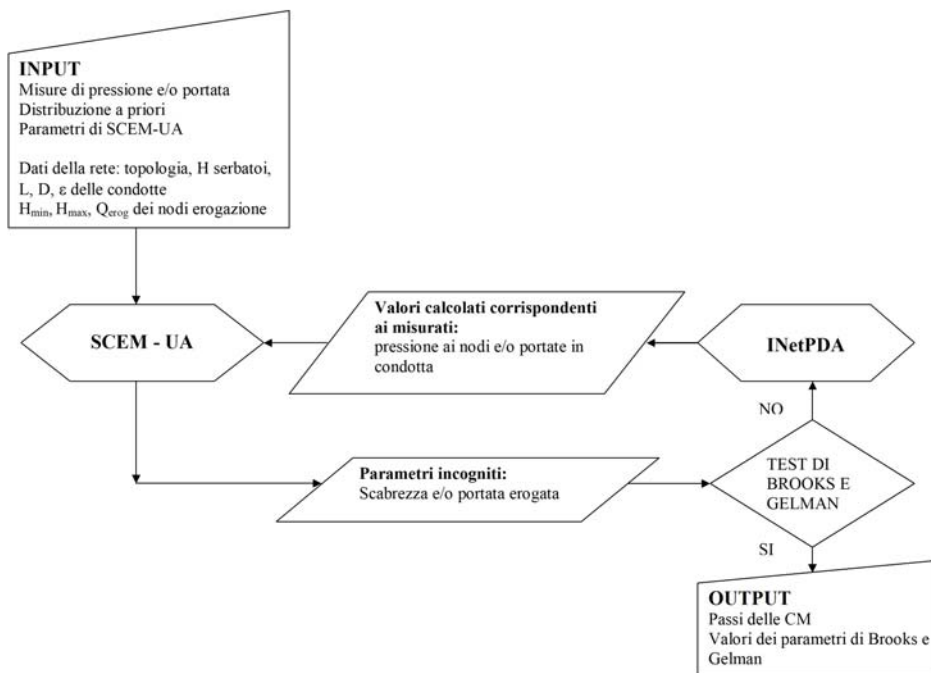 INPUT
Misure di pressione e/o portata
Distribuzione a priori
Parametri di SCEM-UA
Dati della rete: topologia, H serbatoi,
L, D, ε delle condotte
Hmin, Hmax, Qerog dei nodi erogazione
SCEM - UA
Valori calcolati corrispondenti
ai misurati:
pressione ai nodi e/o portate in
condotta
INetPDA
NO
Parametri incogniti:
Scabrezza e/o portata erogata
TEST DI
BROOKS E
GELMAN
SI
OUTPUT
Passi delle CM
Valori dei parametri di Brooks e
Gelman